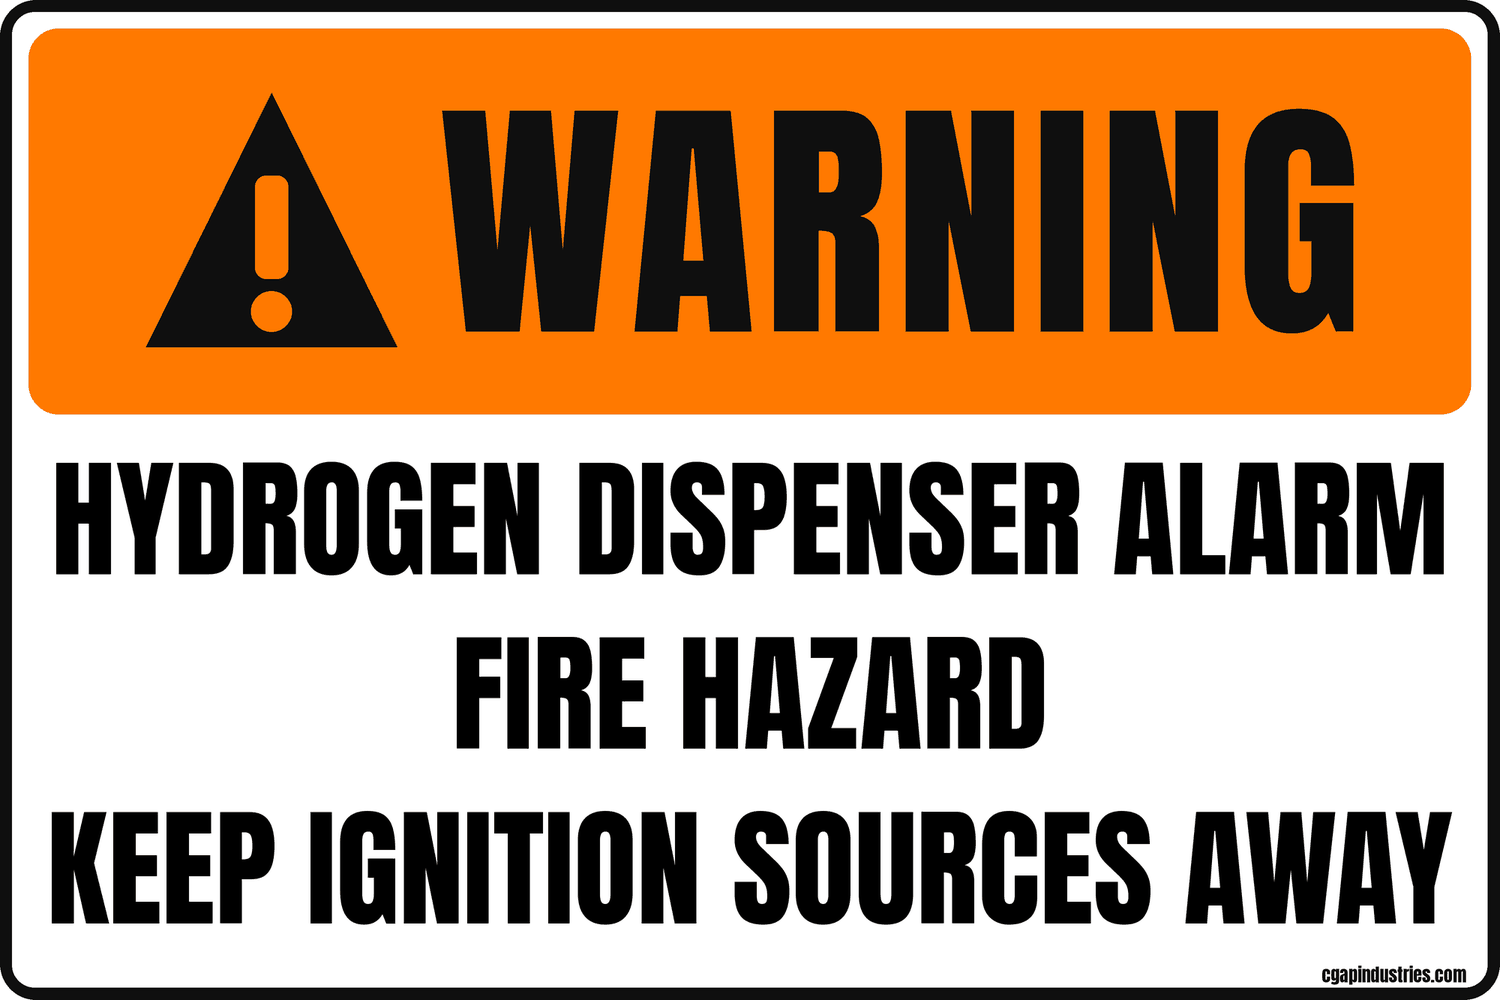 WARNING
HYDROGEN DISPENSER ALARM
FIRE HAZARD
KEEP IGNITION SOURCES AWAY
cgapindustries.com